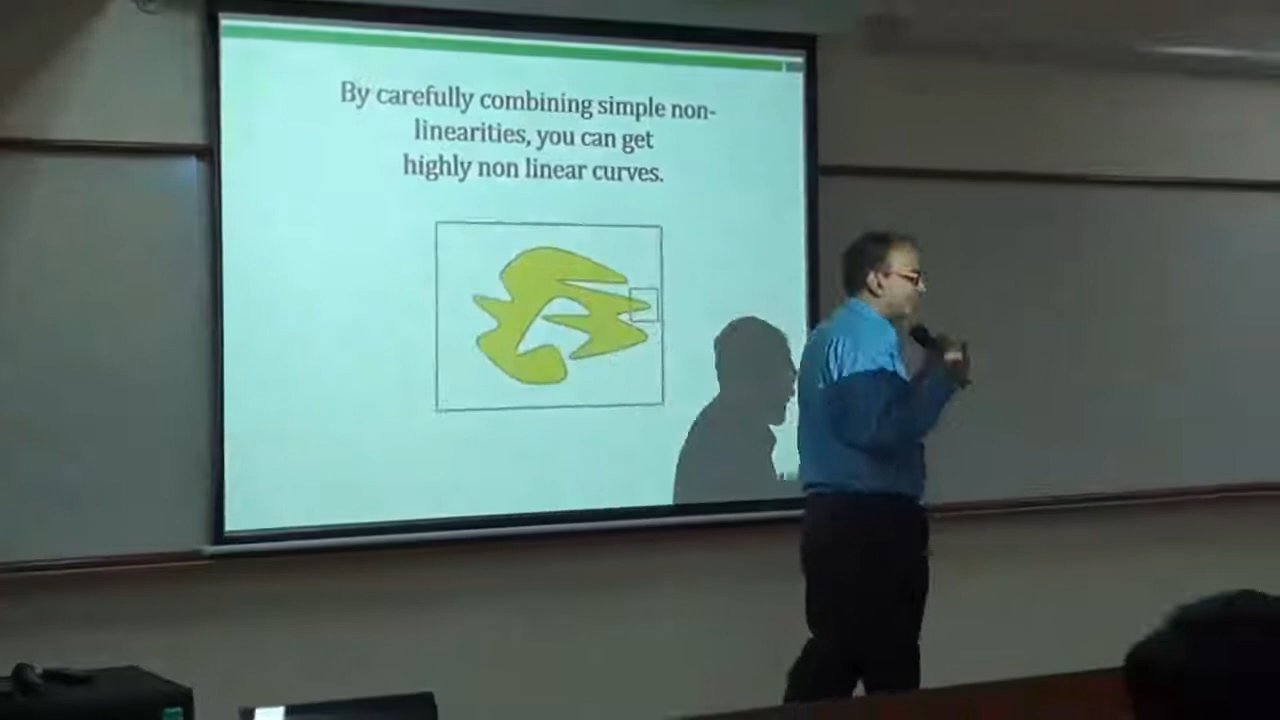 By carefully combining simple non-
linearities, you can get
highly non linear curves.